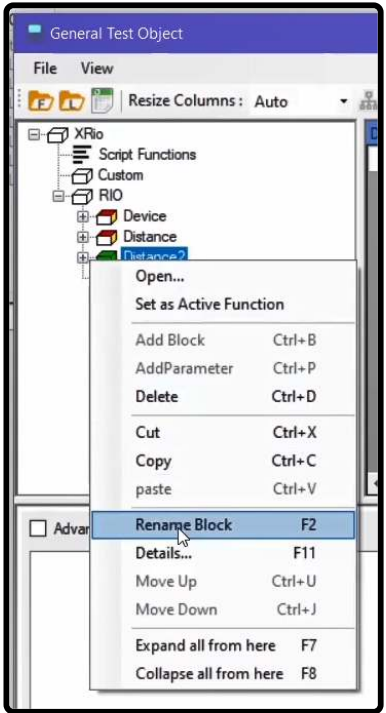 General Test Object
File View
Resize Columns : Auto
XRio
Script Functions
Custom
RIO
Device
Distance
Distance2
Open...
Set as Active Function
Add Block Ctrl+B
AddParameter Ctrl+P
Delete Ctrl+D
Cut Ctrl+X
Copy Ctrl+C
paste Ctrl+V
Advan
Rename Block F2
Details... F11
Move Up Ctrl+U
Move Down Ctrl+J
Expand all from here F7
Collapse all from here F8